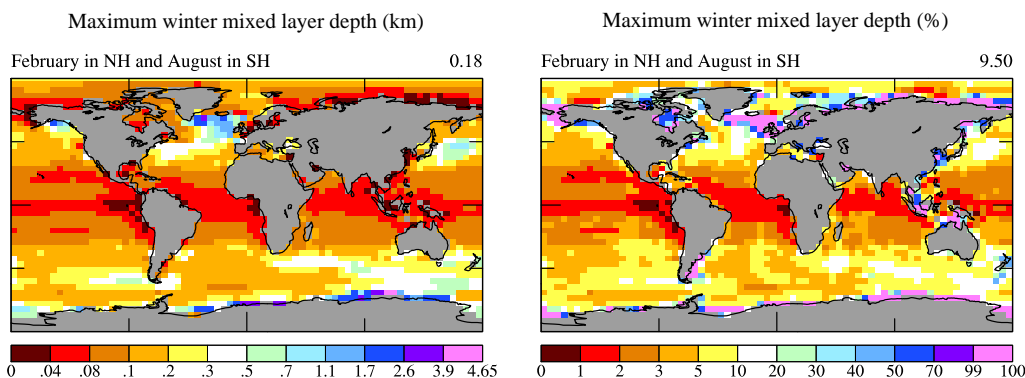 Maximum winter mixed layer depth (km)
February in NH and August in SH 0.18
0 .04 .08 .1 .2 .3 .5 .7 1.1 1.7 2.6 3.9 4.65
Maximum winter mixed layer depth (%)
February in NH and August in SH 9.50
0 1 2 3 5 10 20 30 40 50 70 99 100